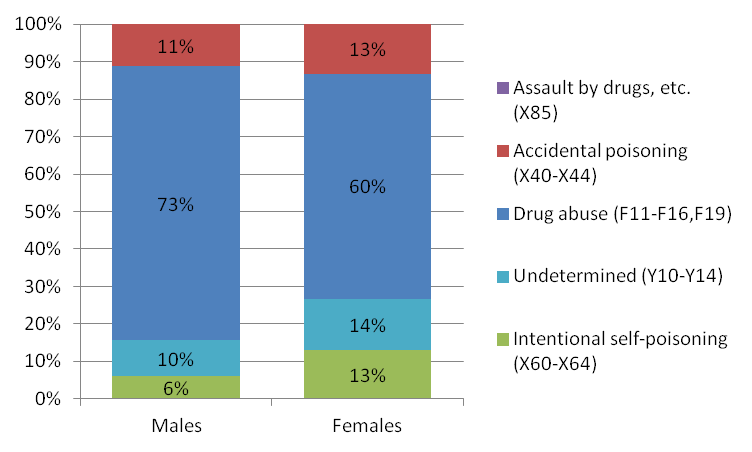 100%
90%
80%
70%
60%
50%
40%
30%
20%
10%
0%
11%
73%
10%
6%
13%
60%
14%
13%
Males
Females
Assault by drugs, etc.
(X85)
Accidental poisoning
(X40-X44)
Drug abuse (F11-F16,F19)
Undetermined (Y10-Y14)
Intentional self-poisoning
(X60-X64)